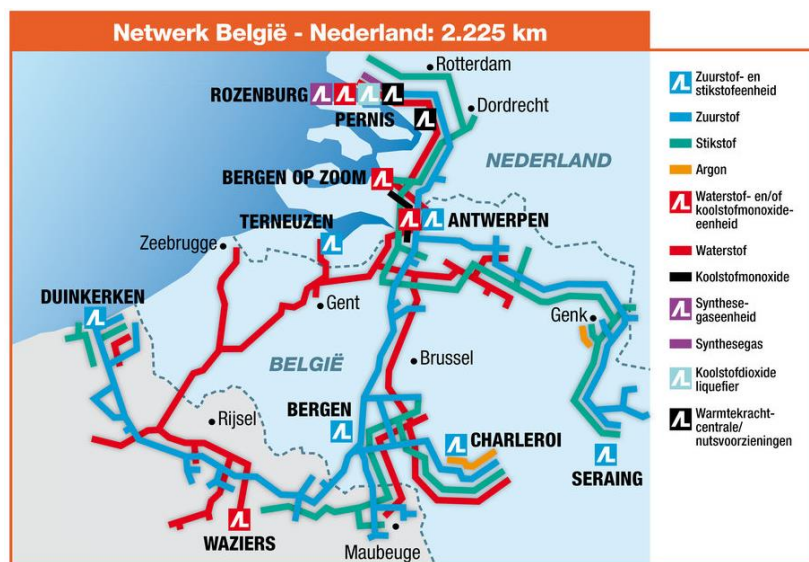 Netwerk België - Nederland: 2.225 km
Rotterdam
ROZENBURG
PERNIS
Dordrecht
NEDERLAND
BERGEN OP ZOOM
TERNEUZEN
ANTWERPEN
Zeebrugge
DUINKERKEN
Gent
Genk
BELGIË
Brussel
Rijsel
BERGEN
CHARLEROI
SERAING
WAZIERS
Maubeuge
Zuurstof- en
stikstofeenheid
Zuurstof
Stikstof
Argon
Waterstof- en/of
koolstofmonoxide-
eenheid
Waterstof
Koolstofmonoxide
Synthese-
gaseenheid
Synthesegas
Koolstofdioxide
liquefier
Warmtekracht-
centrale/
nutsvoorzieningen